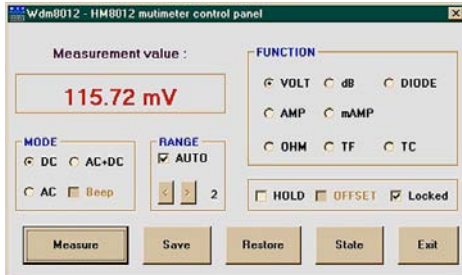 Wdm8012 - HM8012 mutimeter control panel
Measurement value :
115.72 mV
FUNCTION
VOLT dB DIODE
AMP mAMP
OHM TF TC
MODE
DC AC+DC
AC Beep
RANGE
AUTO
< > 2
HOLD OFFSET Locked
Measure Save Restore State Exit